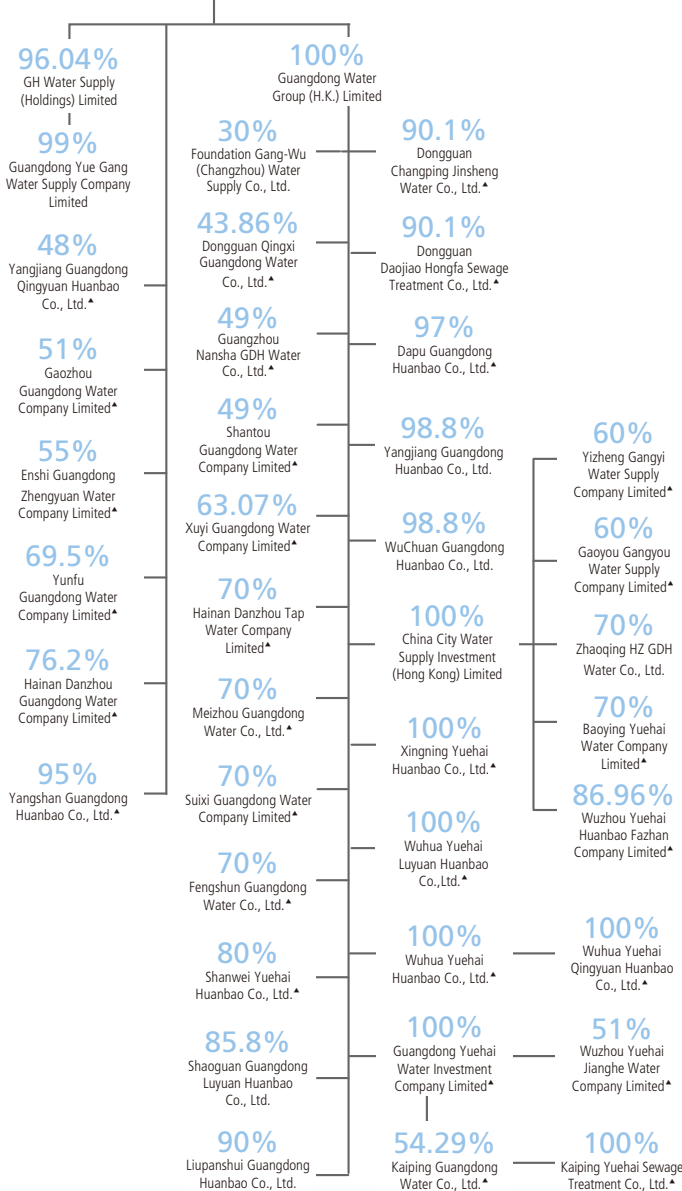 96.04%
GH Water Supply
(Holdings) Limited
99%
Guangdong Yue Gang
Water Supply Company
Limited
48%
Yangjiang Guangdong
Qingyuan Huanbao
Co., Ltd.▲
51%
Gaozhou
Guangdong Water
Company Limited▲
55%
Enshi Guangdong
Zhengyuan Water
Company Limited▲
69.5%
Yunfu
Guangdong Water
Company Limited▲
76.2%
Hainan Danzhou
Guangdong Water
Company Limited▲
95%
Yangshan Guangdong
Huanbao Co., Ltd.▲
100%
Guangdong Water
Group (H.K.) Limited
30%
Foundation Gang-Wu
(Changzhou) Water
Supply Co., Ltd.
43.86%
Dongguan Qingxi
Guangdong Water
Co., Ltd.▲
49%
Guangzhou
Nansha GDH Water
Co., Ltd.▲
49%
Shantou
Guangdong Water
Company Limited▲
63.07%
Xuyi Guangdong Water
Company Limited▲
70%
Hainan Danzhou Tap
Water Company
Limited▲
70%
Meizhou Guangdong
Water Co., Ltd.▲
70%
Suixi Guangdong Water
Company Limited▲
70%
Fengshun Guangdong
Water Co., Ltd.▲
80%
Shanwei Yuehai
Huanbao Co., Ltd.▲
85.8%
Shaoguan Guangdong
Luyuan Huanbao
Co., Ltd.
90%
Liupanshui Guangdong
Huanbao Co., Ltd.
90.1%
Dongguan
Changping Jinsheng
Water Co., Ltd.▲
90.1%
Dongguan
Daojiao Hongfa Sewage
Treatment Co., Ltd.▲
97%
Dapu Guangdong
Huanbao Co., Ltd.▲
98.8%
Yangjiang Guangdong
Huanbao Co., Ltd.
98.8%
WuChuan Guangdong
Huanbao Co., Ltd.
100%
China City Water
Supply Investment
(Hong Kong) Limited
100%
Xingning Yuehai
Huanbao Co., Ltd.▲
100%
Wuhua Yuehai
Luyuan Huanbao
Co.,Ltd.▲
100%
Wuhua Yuehai
Huanbao Co., Ltd.▲
100%
Guangdong Yuehai
Water Investment
Company Limited▲
54.29%
Kaiping Guangdong
Water Co., Ltd.▲
60%
Yizheng Gangyi
Water Supply
Company Limited▲
60%
Gaoyou Gangyou
Water Supply
Company Limited▲
70%
Zhaoqing HZ GDH
Water Co., Ltd.
70%
Baoying Yuehai
Water Company
Limited▲
86.96%
Wuzhou Yuehai
Huanbao Fazhan
Company Limited▲
100%
Wuhua Yuehai
Qingyuan Huanbao
Co., Ltd.▲
51%
Wuzhou Yuehai
Jianghe Water
Company Limited▲
100%
Kaiping Yuehai Sewage
Treatment Co., Ltd.▲